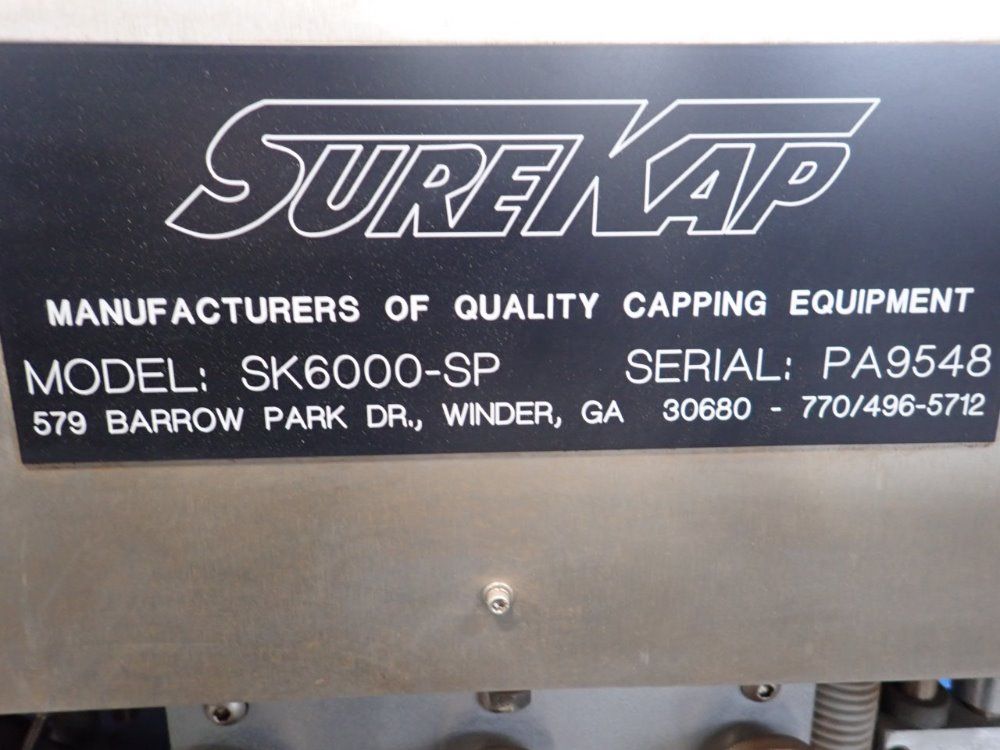 SUREKAP
MANUFACTURERS OF QUALITY CAPPING EQUIPMENT
MODEL: SK6000-SP SERIAL: PA9548
579 BARROW PARK DR., WINDER, GA 30680 - 770/496-5712